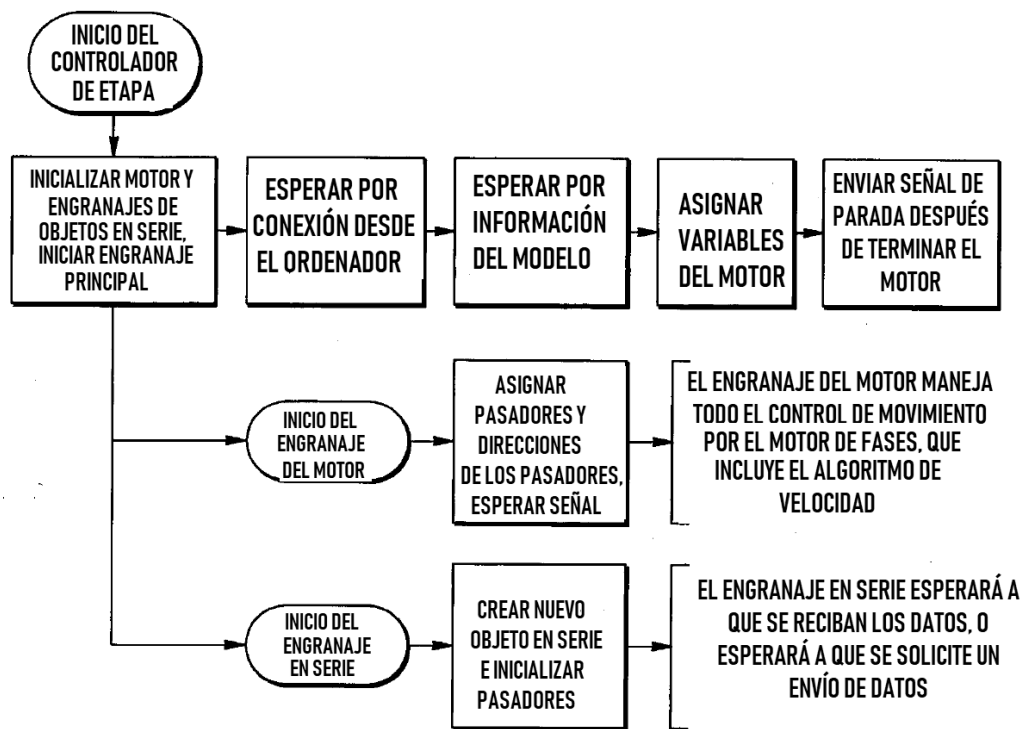 INICIO DEL
CONTROLADOR
DE ETAPA
INICIALIZAR MOTOR Y
ENGRANAJES DE
OBJETOS EN SERIE,
INICIAR ENGRANAJE
PRINCIPAL
ESPERAR POR
CONEXIÓN DESDE
EL ORDENADOR
ESPERAR POR
INFORMACIÓN
DEL MODELO
ASIGNAR
VARIABLES
DEL MOTOR
ENVIAR SEÑAL DE
PARADA DESPUÉS
DE TERMINAR EL
MOTOR
INICIO DEL
ENGRANAJE
DEL MOTOR
ASIGNAR
PASADORES Y
DIRECCIONES
DE LOS PASADORES,
ESPERAR SEÑAL
EL ENGRANAJE DEL MOTOR MANEJA
TODO EL CONTROL DE MOVIMIENTO
POR EL MOTOR DE FASES, QUE
INCLUYE EL ALGORITMO DE
VELOCIDAD
INICIO DEL
ENGRANAJE
EN SERIE
CREAR NUEVO
OBJETO EN SERIE
E INICIALIZAR
PASADORES
EL ENGRANAJE EN SERIE ESPERARÁ A
QUE SE RECIBAN LOS DATOS, O
ESPERARÁ A QUE SE SOLICITE UN
ENVÍO DE DATOS